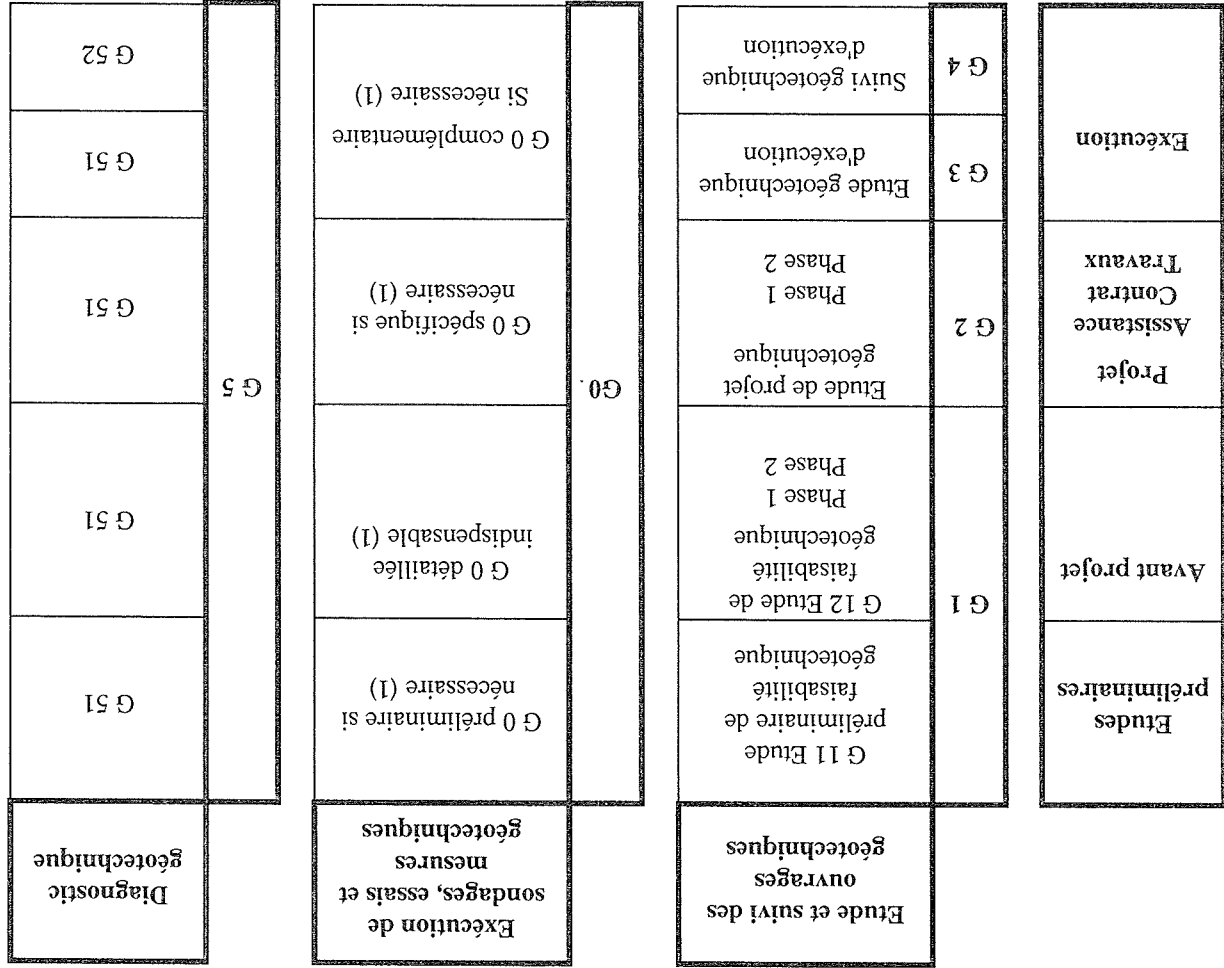 Etude et suivi des
ouvrages
géotechniques
Exécution de
sondages, essais et
mesures
géotechniques
Diagnostic
géotechnique
Etudes
préliminaires
G 1
G 11 Etude
préliminaire de
faisabilité
géotechnique
G0.
G 0 préliminaire si
nécessaire (1)
G 5
G 51
Avant projet
G 12 Etude de
faisabilité
géotechnique
Phase 1
Phase 2
G 0 détaillée
indispensable (1)
G 51
Projet
Assistance
Contrat
Travaux
G 2
Etude de projet
géotechnique
Phase 1
Phase 2
G 0 spécifique si
nécessaire (1)
G 51
Exécution
G 3
Etude géotechnique
d'exécution
G 0 complémentaire
Si nécessaire (1)
G 51
G 4
Suivi géotechnique
d'exécution
G 52